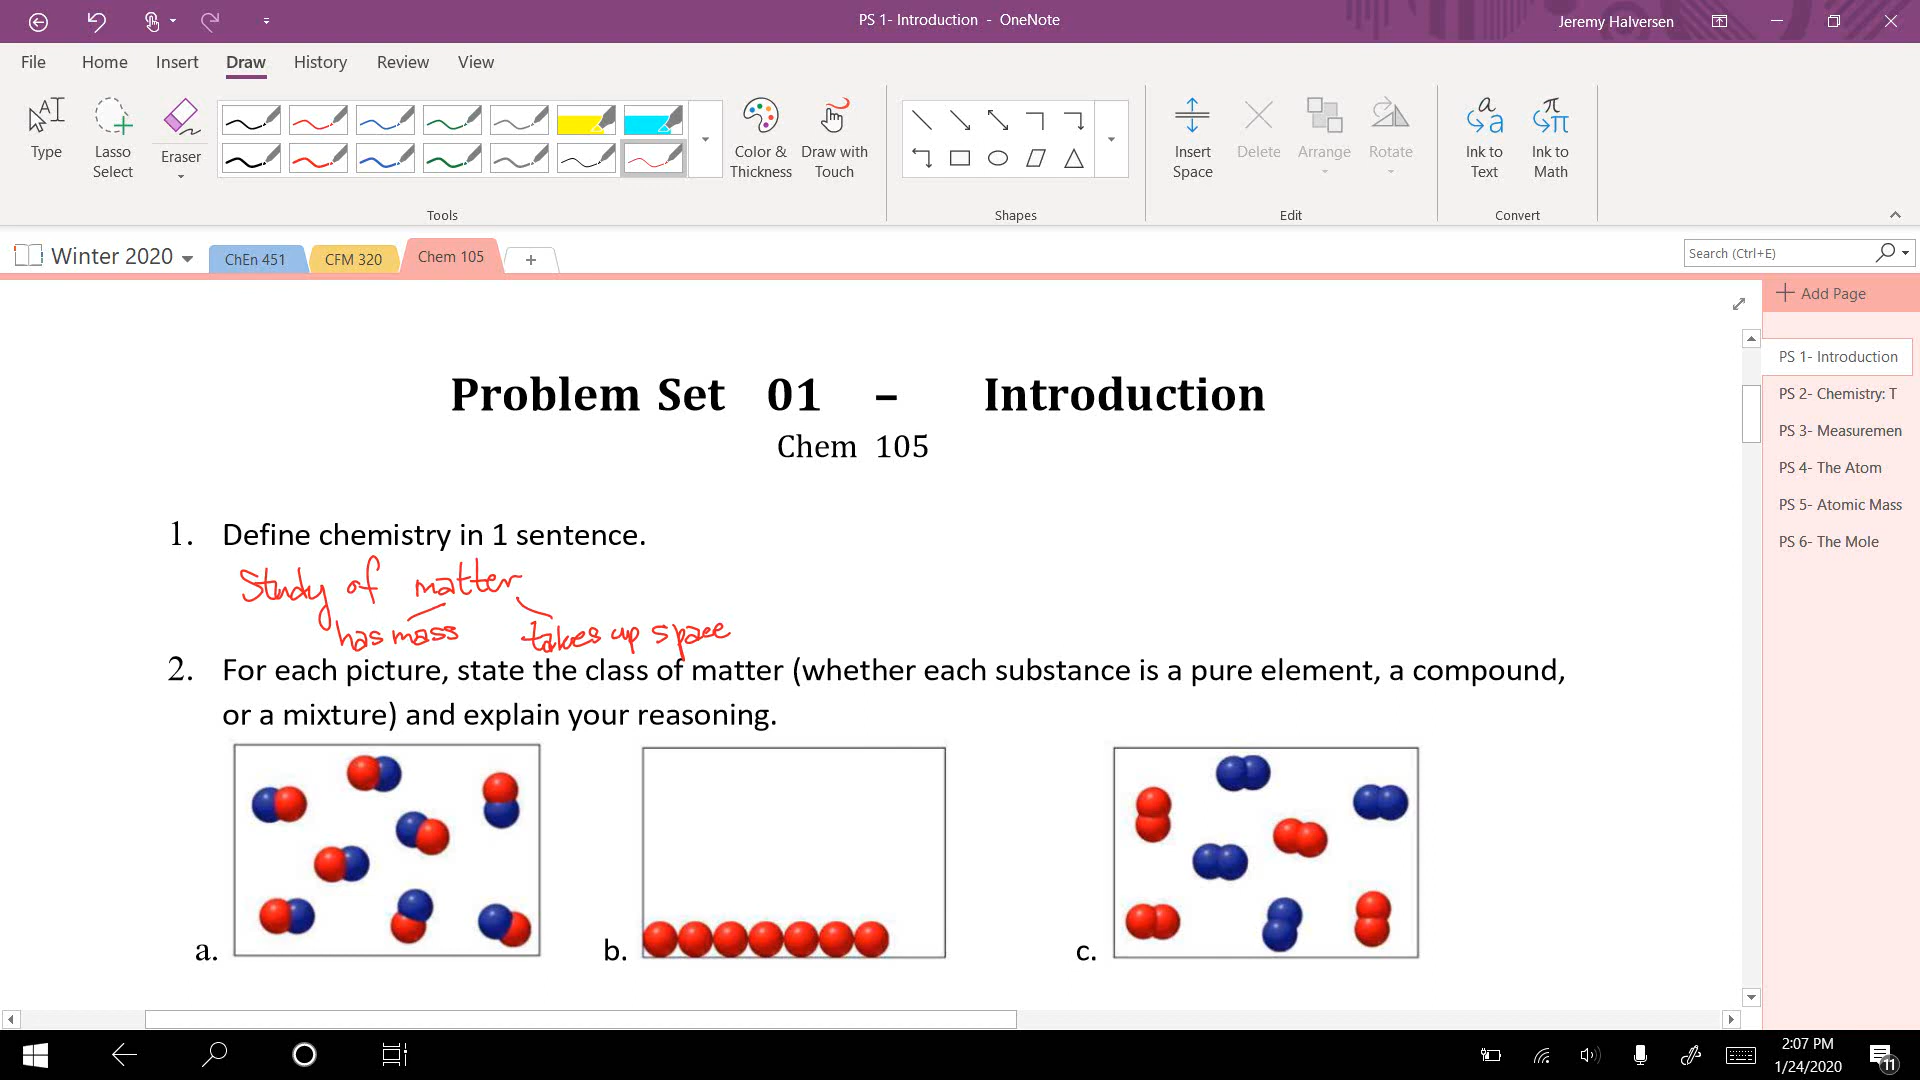 PS 1- Introduction - OneNote
Jeremy Halversen
File Home Insert Draw History Review View
Type
Lasso Select
Eraser
Color & Thickness
Draw with Touch
Insert Space
Delete
Arrange
Rotate
Ink to Text
Ink to Math
Tools
Shapes
Edit
Convert
Winter 2020
ChEn 451
CFM 320
Chem 105
+
Search (Ctrl+E)
Add Page
PS 1- Introduction
PS 2- Chemistry: T
PS 3- Measuremen
PS 4- The Atom
PS 5- Atomic Mass
PS 6- The Mole
Problem Set 01 – Introduction
Chem 105
1. Define chemistry in 1 sentence.
Study of matter
has mass takes up space
2. For each picture, state the class of matter (whether each substance is a pure element, a compound,
or a mixture) and explain your reasoning.
a. b. c.
2:07 PM
1/24/2020
11